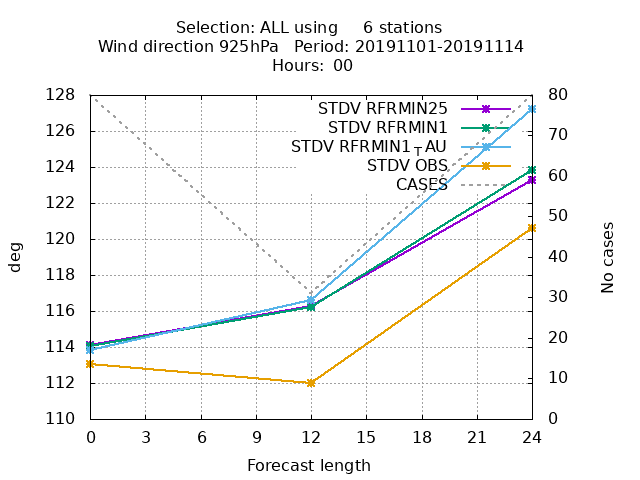 Selection: ALL using     6 stations
Wind direction 925hPa   Period: 20191101-20191114
Hours:  00
STDV RFRMIN25
STDV RFRMIN1
STDV RFRMIN1┬AU
STDV OBS
CASES
128
126
124
122
120
118
116
114
112
110
deg
80
70
60
50
40
30
20
10
0
No cases
0 3 6 9 12 15 18 21 24
Forecast length